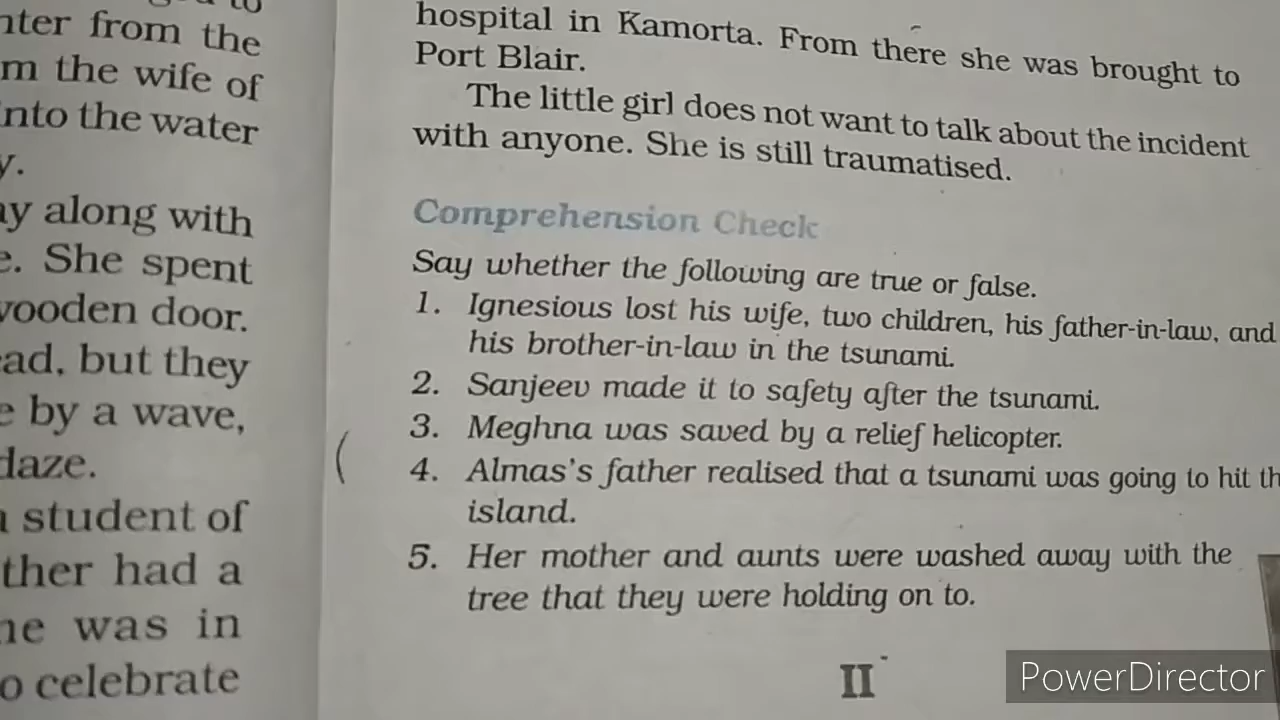 nter from the
m the wife of
into the water
y.
ay along with
e. She spent
wooden door.
ead, but they
e by a wave,
daze.
a student of
ther had a
he was in
o celebrate
hospital in Kamorta. From there she was brought to
Port Blair.
The little girl does not want to talk about the incident
with anyone. She is still traumatised.
Comprehension Check
Say whether the following are true or false.
1. Ignesious lost his wife, two children, his father-in-law, and
his brother-in-law in the tsunami.
2. Sanjeev made it to safety after the tsunami.
3. Meghna was saved by a relief helicopter.
4. Almas's father realised that a tsunami was going to hit th
island.
5. Her mother and aunts were washed away with the
tree that they were holding on to.
II
PowerDirector